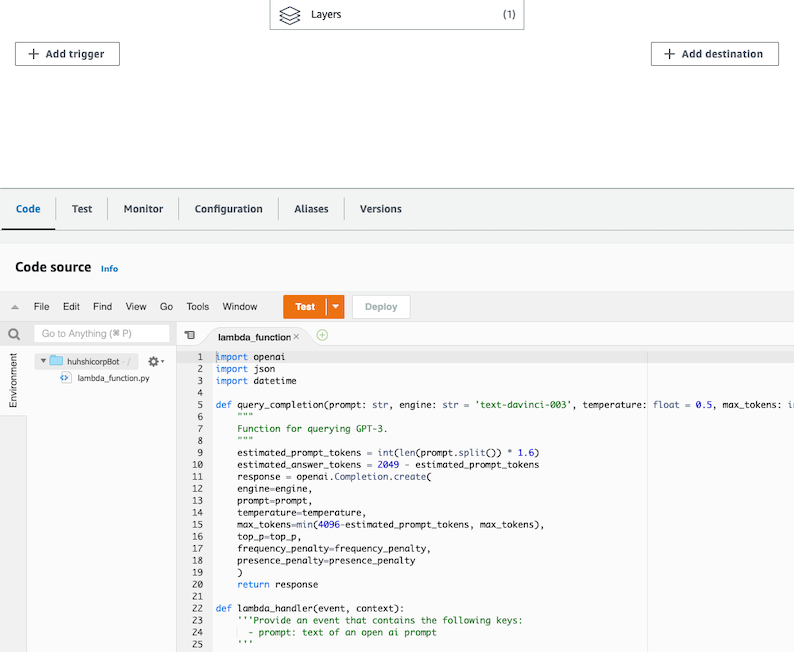 Layers (1)
+ Add trigger
+ Add destination
Code Test Monitor Configuration Aliases Versions
Code source Info
File Edit Find View Go Tools Window Test Deploy
Go to Anything (⌘ P)
lambda_function ×
Environment
huhshicorpBot - /
lambda_function.py
1 import openai
2 import json
3 import datetime
4
5 def query_completion(prompt: str, engine: str = 'text-davinci-003', temperature: float = 0.5, max_tokens: i
6 """
7 Function for querying GPT-3.
8 """
9 estimated_prompt_tokens = int(len(prompt.split()) * 1.6)
10 estimated_answer_tokens = 2049 - estimated_prompt_tokens
11 response = openai.Completion.create(
12 engine=engine,
13 prompt=prompt,
14 temperature=temperature,
15 max_tokens=min(4096-estimated_prompt_tokens, max_tokens),
16 top_p=top_p,
17 frequency_penalty=frequency_penalty,
18 presence_penalty=presence_penalty
19 )
20 return response
21
22 def lambda_handler(event, context):
23 '''Provide an event that contains the following keys:
24 - prompt: text of an open ai prompt
25 '''